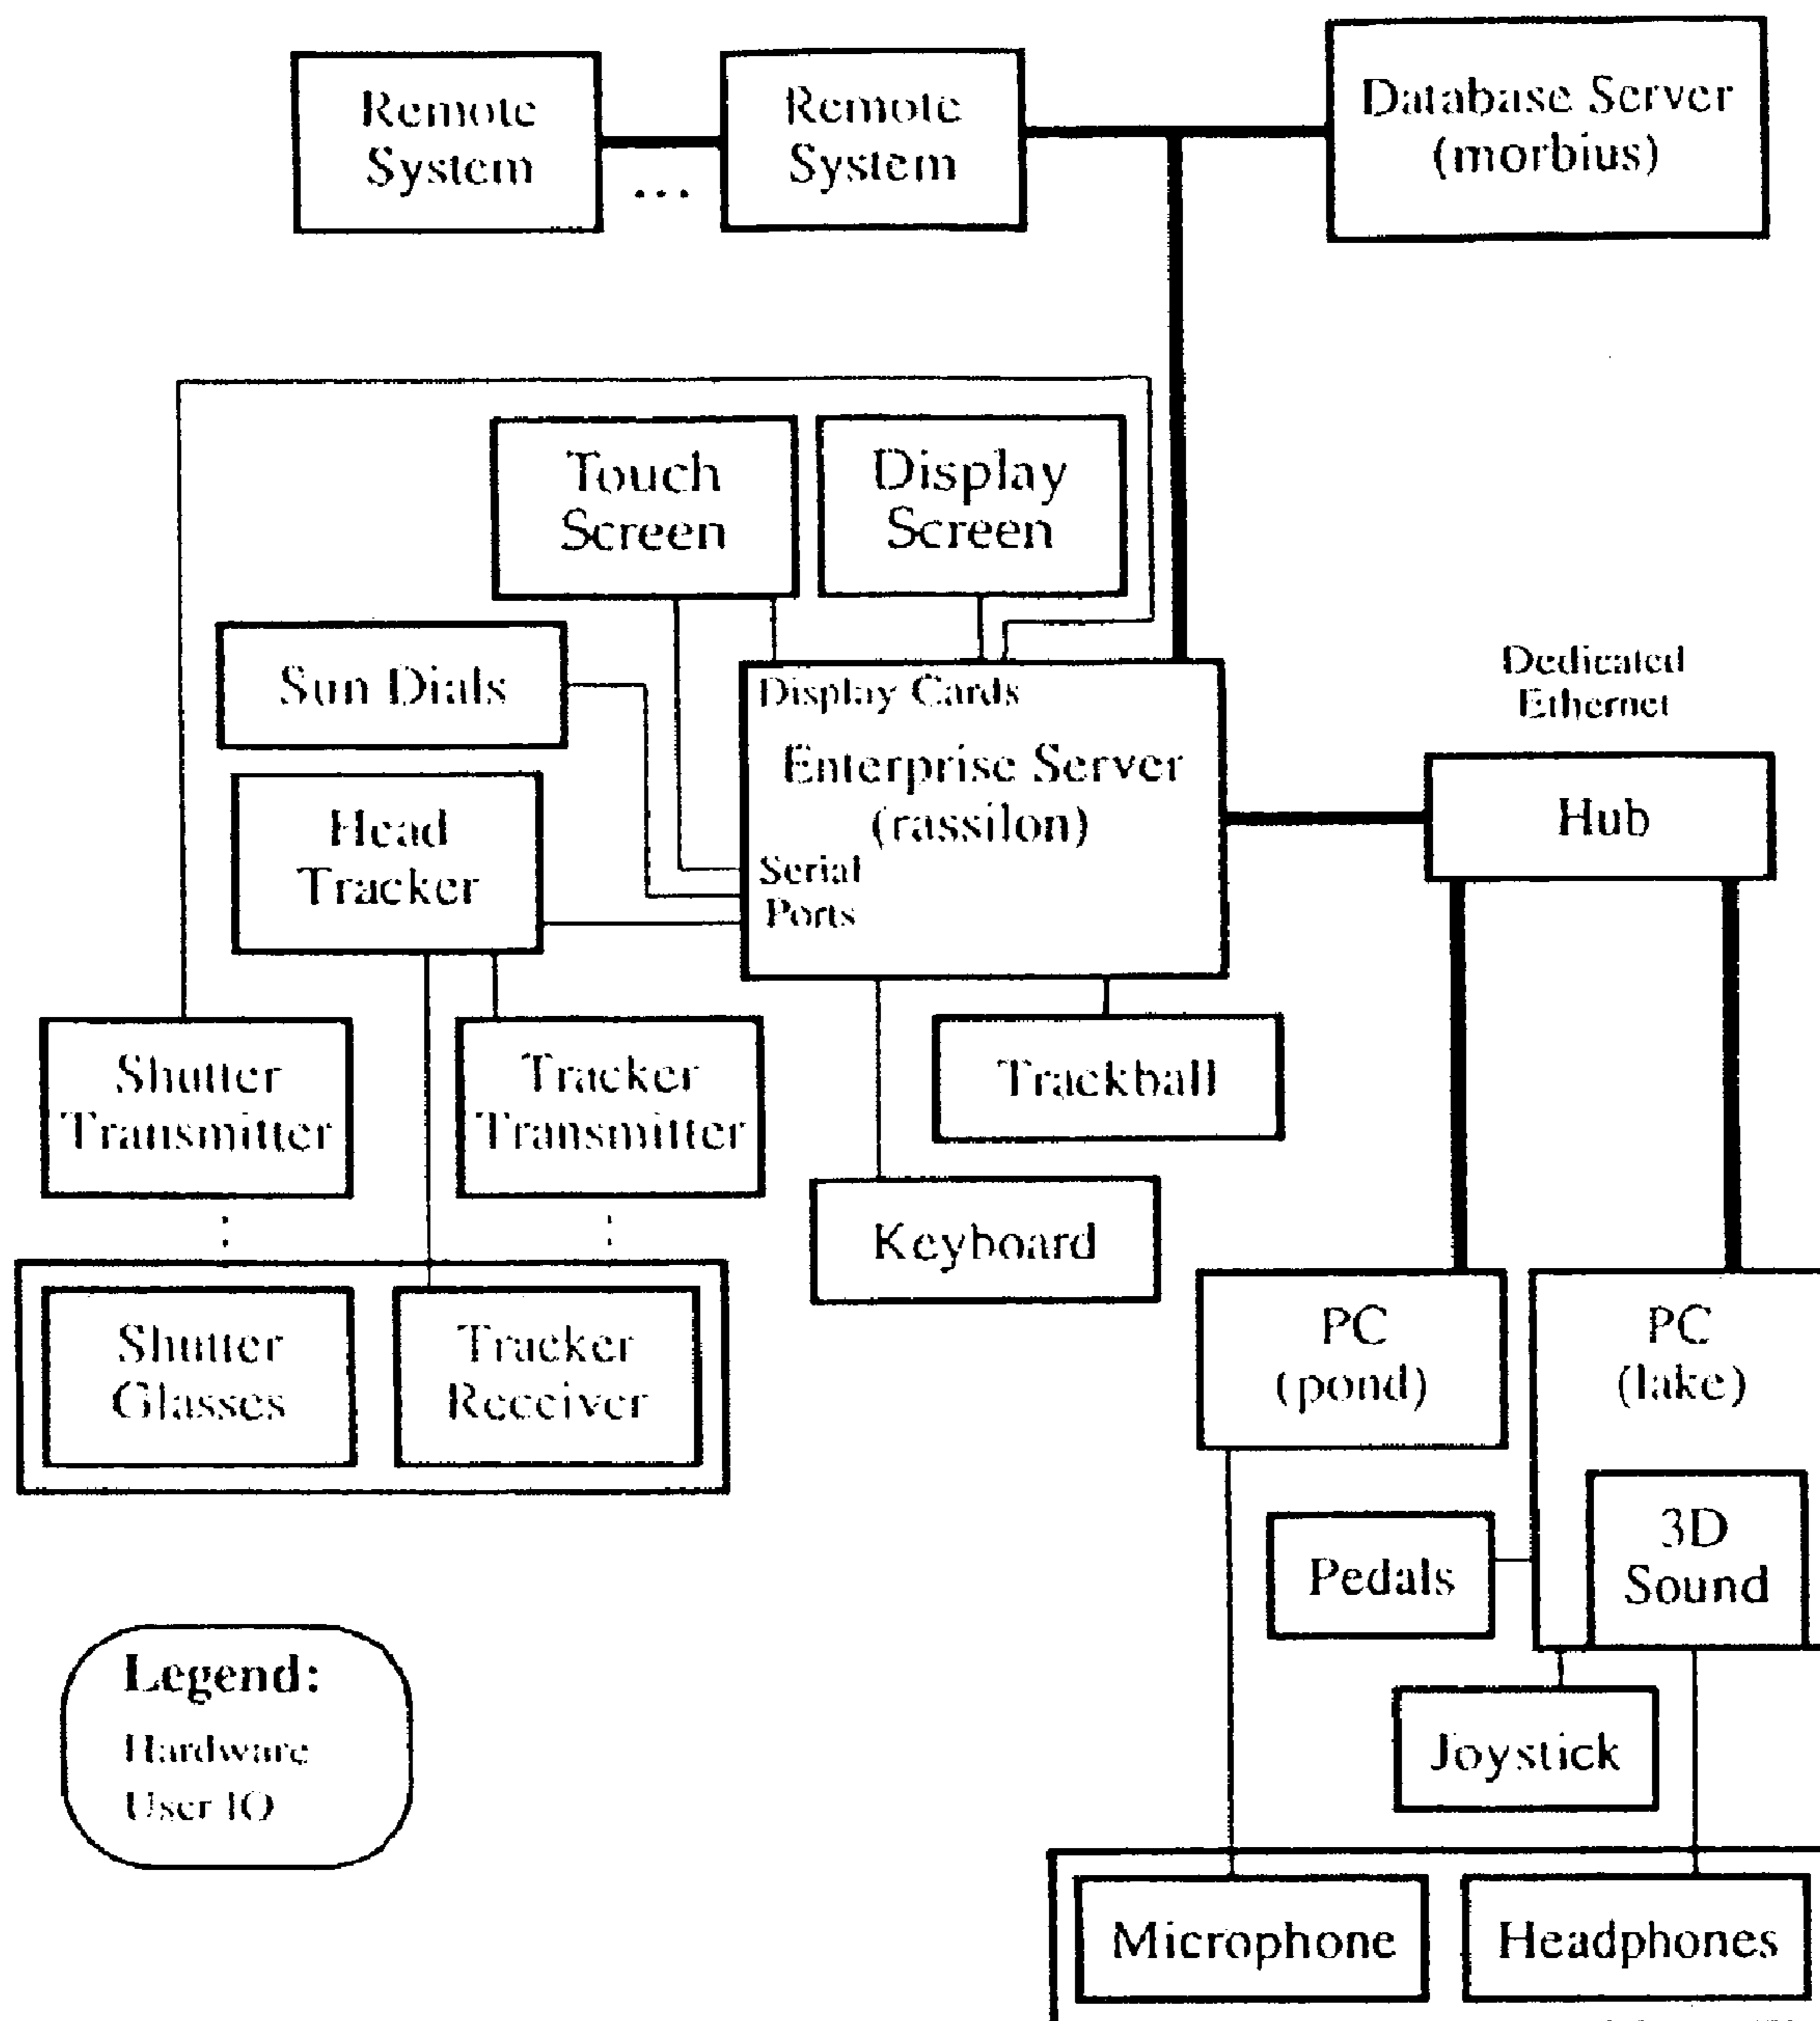 Remote
System
...
Remote
System
Database Server
(morbius)
Touch
Screen
Display
Screen
Sun Dials
Display Cards
Enterprise Server
(rassilon)
Serial
Ports
Dedicated
Ethernet
Hub
Head
Tracker
Shutter
Transmitter
Tracker
Transmitter
Trackball
Keyboard
Shutter
Glasses
Tracker
Receiver
PC
(pond)
PC
(lake)
3D
Sound
Pedals
Joystick
Legend:
Hardware
User IO
Microphone
Headphones